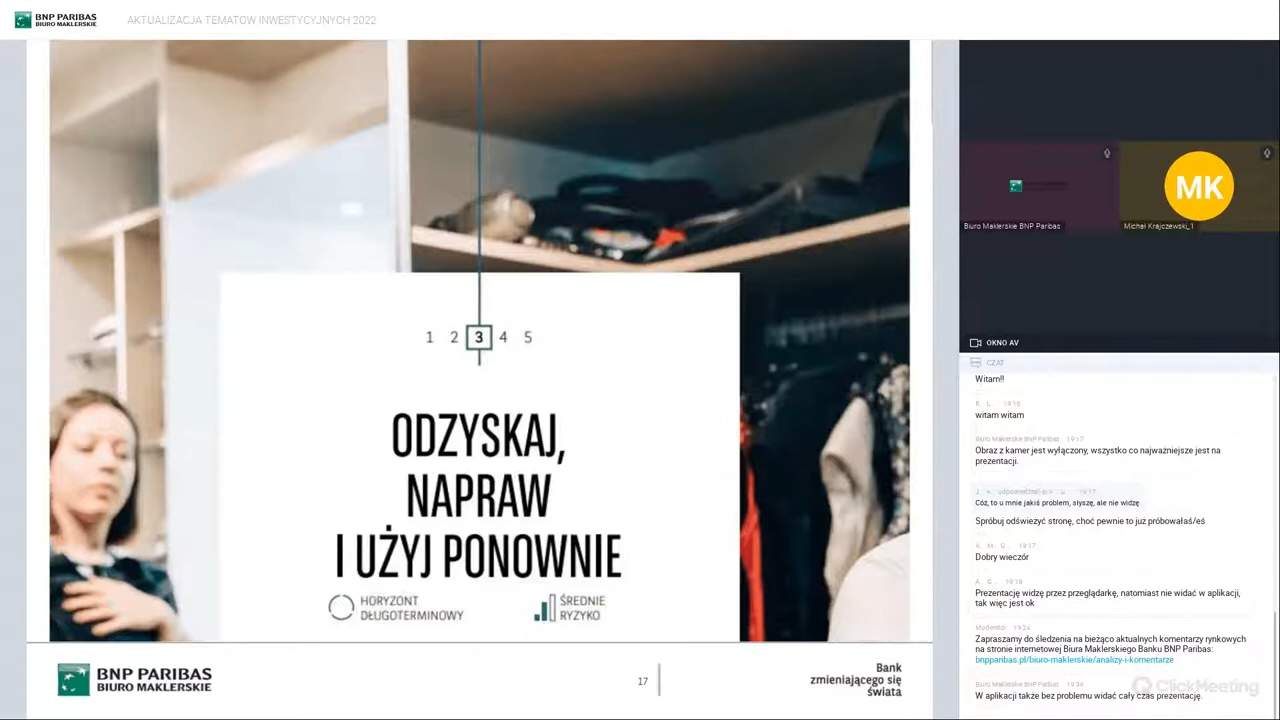 BNP PARIBAS
BIURO MAKLERSKIE
AKTUALIZACJA TEMATÓW INWESTYCYJNYCH 2022
1 2 3 4 5
ODZYSKAJ,
NAPRAW
I UŻYJ PONOWNIE
HORYZONT
DŁUGOTERMINOWY
ŚREDNIE
RYZYKO
BNP PARIBAS
BIURO MAKLERSKIE
17
Bank
zmieniającego się
świata
MK
Biuro Maklerskie BNP Paribas
Michał Krajczewski_1
OKNO AV
CZAT
Witam!!
witam witam
Biuro Maklerskie BNP Paribas 19:17
Obraz z kamer jest wyłączony, wszystko co najważniejsze jest na
prezentacji.
Cóż, to u mnie jakiś problem, słyszę, ale nie widzę
Spróbuj odświeżyć stronę, choć pewnie to już próbowałaś/eś
Dobry wieczór
Prezentację widzę przez przeglądarkę, natomiast nie widać w aplikacji,
tak więc jest ok
Moderator 19:24
Zapraszamy do śledzenia na bieżąco aktualnych komentarzy rynkowych
na stronie internetowej Biura Maklerskiego Banku BNP Paribas:
bnpparibas.pl/biuro-maklerskie/analizy-i-komentarze
Biuro Maklerskie BNP Paribas
W aplikacji także bez problemu widać cały czas prezentację.
ClickMeeting